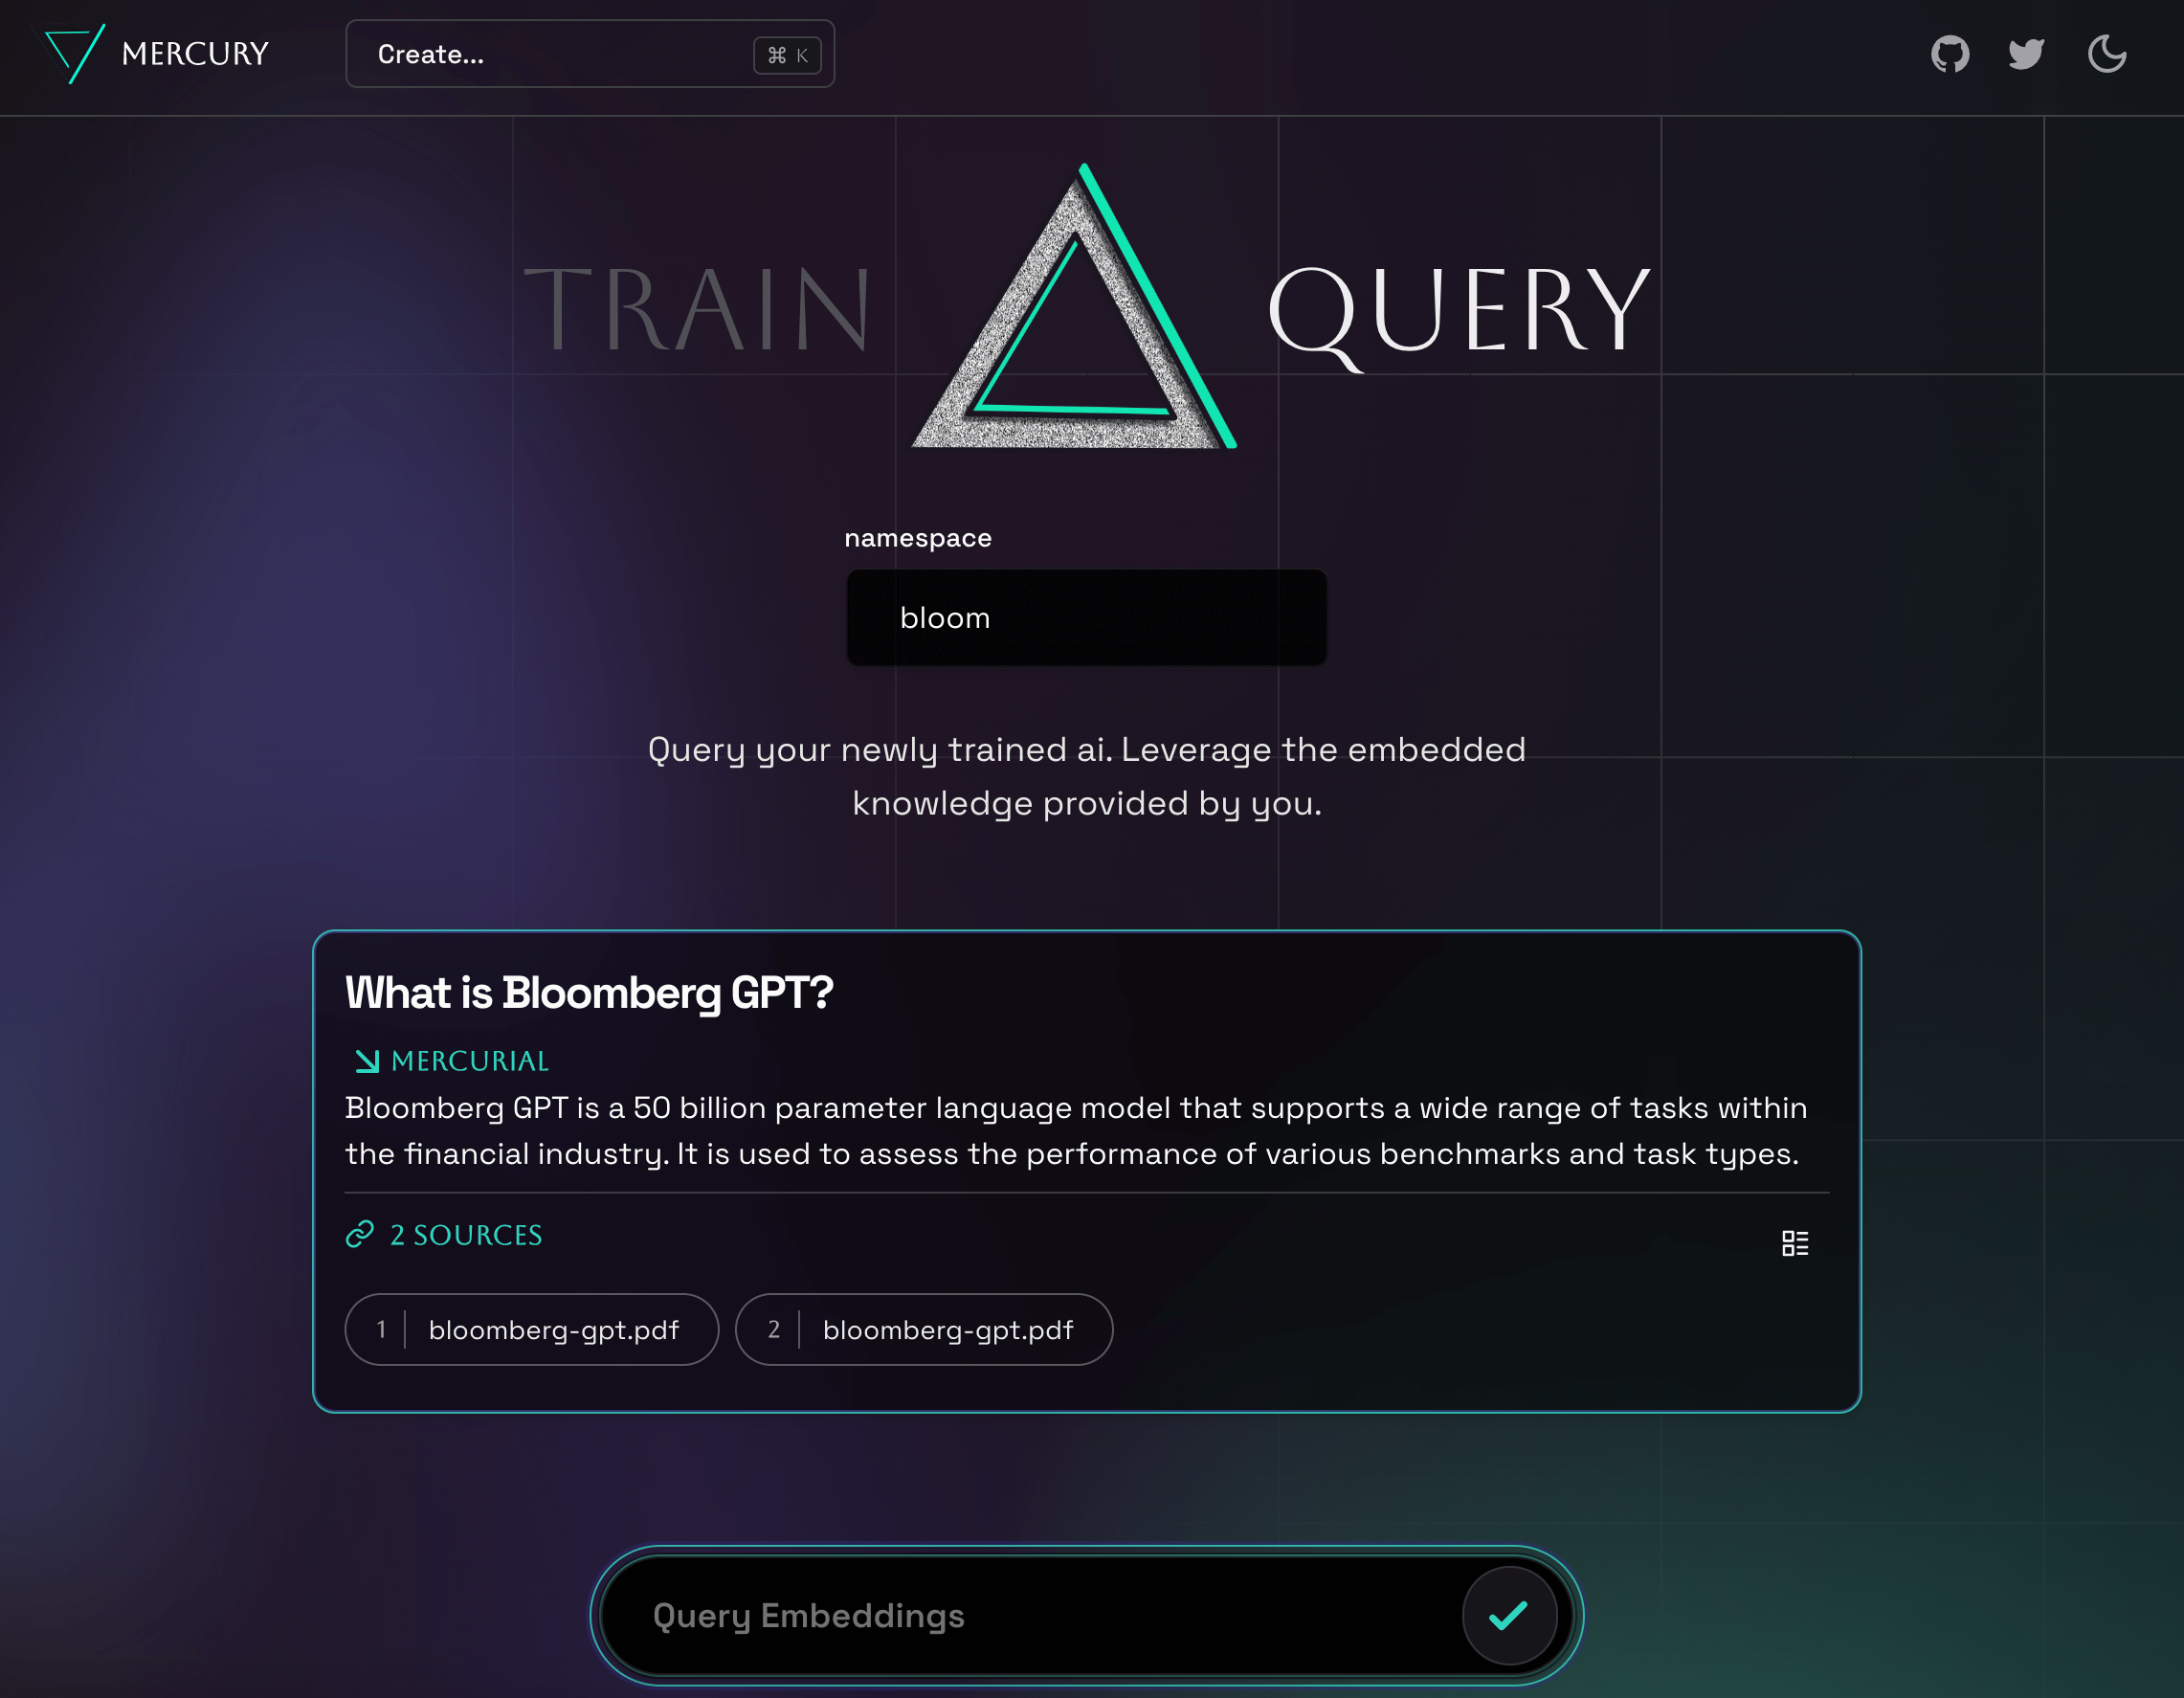 MERCURY
Create...
⌘ K
TRAIN
QUERY
namespace
bloom
Query your newly trained ai. Leverage the embedded
knowledge provided by you.
What is Bloomberg GPT?
MERCURIAL
Bloomberg GPT is a 50 billion parameter language model that supports a wide range of tasks within
the financial industry. It is used to assess the performance of various benchmarks and task types.
2 SOURCES
1 bloomberg-gpt.pdf
2 bloomberg-gpt.pdf
Query Embeddings